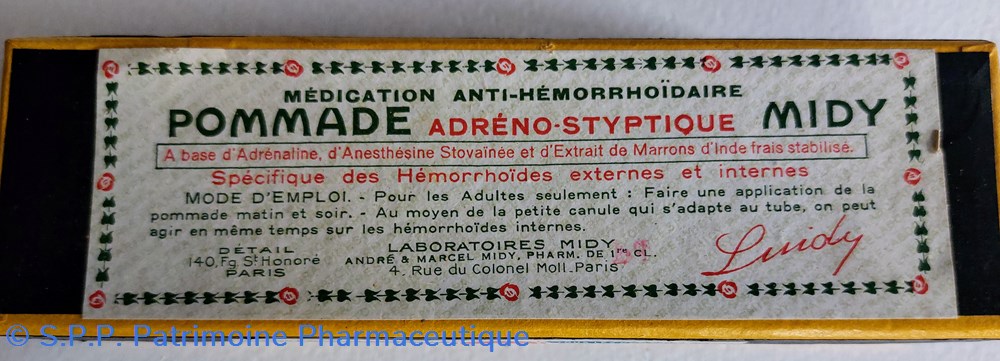 MÉDICATION ANTI-HÉMORRHOÏDAIRE
POMMADE ADRÉNO-STYPTIQUE MIDY
A base d'Adrénaline, d'Anesthésine Stovaïnée et d'Extrait de Marrons d'Inde frais stabilisé.
Spécifique des Hémorrhoïdes externes et internes
MODE D'EMPLOI. - Pour les Adultes seulement : Faire une application de la
pommade matin et soir. - Au moyen de la petite canule qui s'adapte au tube, on peut
agir en même temps sur les hémorrhoïdes internes.
DÉTAIL
140, Fg St Honoré
PARIS
LABORATOIRES MIDY
ANDRÉ & MARCEL MIDY, PHARM. DE 1re CL.
4. Rue du Colonel Moll_Paris
Lmidy
© S.P.P. Patrimoine Pharmaceutique